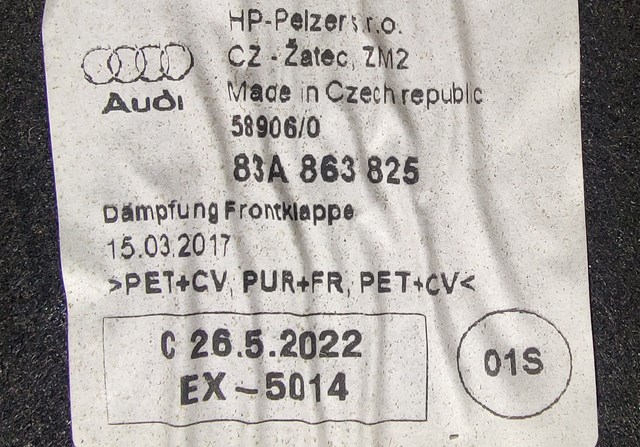 HP-Pelzer s.r.o.
CZ - Žatec, ZM2
Audi
Made in Czech republic
58906/0
83A 863 825
Dämpfung Frontklappe
15.03.2017
>PET+CV, PUR+FR, PET+CV<
C 26.5.2022
EX-5014
01S